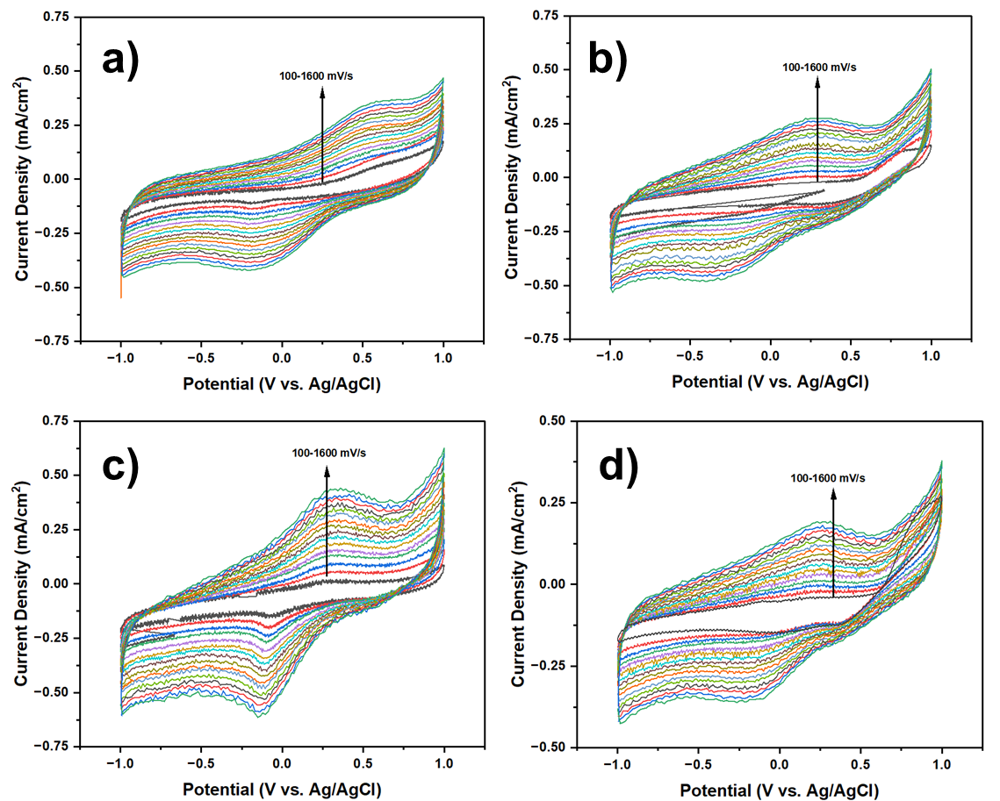 a)
100-1600 mV/s
0.75
0.50
0.25
0.00
−0.25
−0.50
−0.75
Current Density (mA/cm²)
−1.0 −0.5 0.0 0.5 1.0
Potential (V vs. Ag/AgCl)
b)
100-1600 mV/s
0.75
0.50
0.25
0.00
−0.25
−0.50
−0.75
Current Density (mA/cm²)
−1.0 −0.5 0.0 0.5 1.0
Potential (V vs. Ag/AgCl)
c)
100-1600 mV/s
0.75
0.50
0.25
0.00
−0.25
−0.50
−0.75
Current Density (mA/cm²)
−1.0 −0.5 0.0 0.5 1.0
Potential (V vs. Ag/AgCl)
d)
100-1600 mV/s
0.50
0.25
0.00
−0.25
−0.50
Current Density (mA/cm²)
−1.0 −0.5 0.0 0.5 1.0
Potential (V vs. Ag/AgCl)